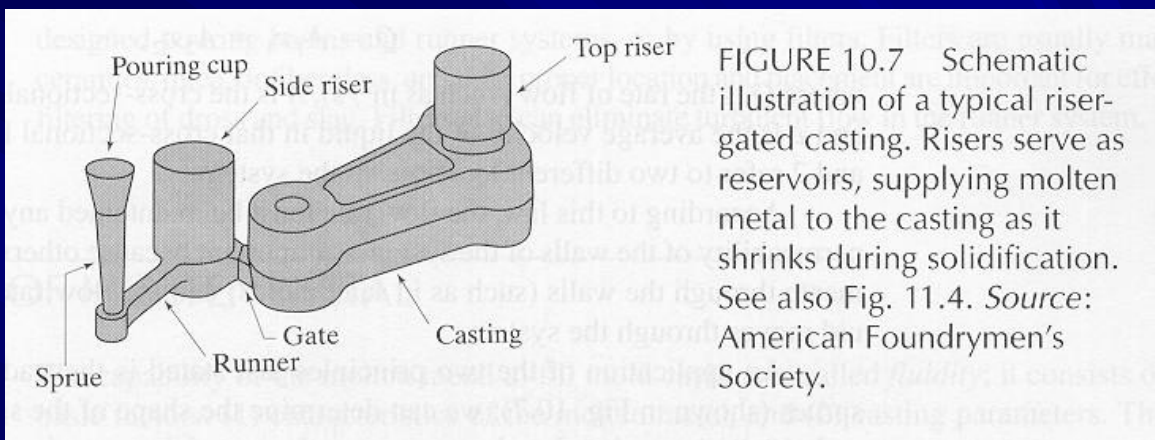 Pouring cup
Side riser
Top riser
Gate
Casting
Runner
Sprue
FIGURE 10.7 Schematic
illustration of a typical riser-
gated casting. Risers serve as
reservoirs, supplying molten
metal to the casting as it
shrinks during solidification.
See also Fig. 11.4. Source:
American Foundrymen's
Society.